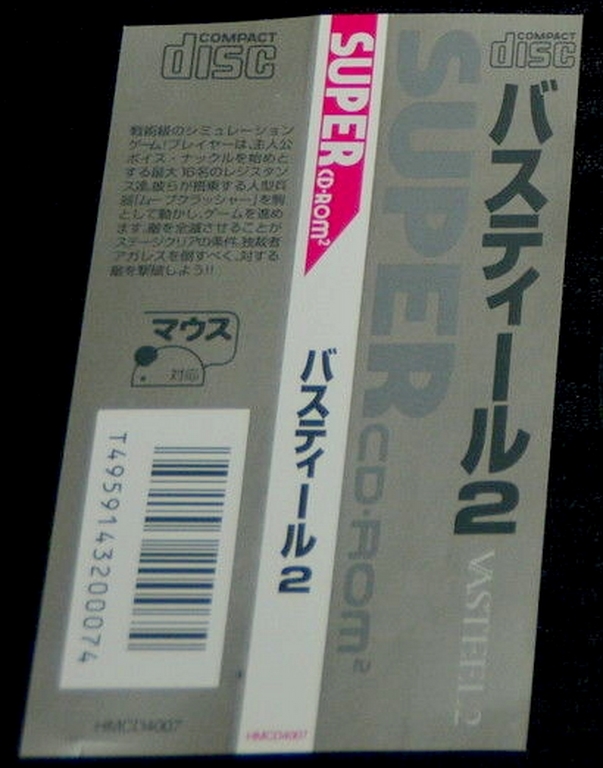 COMPACT
disc
戦術級のシミュレーション
ゲーム!プレイヤーは、主人公
ボイス・ナックルを始めと
する最大16名のレジスタン
ス達。彼らが搭乗する人型兵
器「ムーブクラッシャー」を駒
として動かし、ゲームを進め
ます。敵を全滅させることが
ステージクリアの条件。独裁者
アガレスを倒すべく、対する
敵を撃破しよう!!
マウス
対応
T4959143200074
HMCD4007
SUPER CD-ROM²
バスティール2
HMCD4007
SUPER CD-ROM²
COMPACT
disc
バスティール2
VASTEEL2